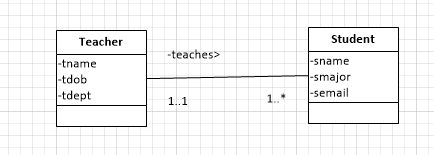 Teacher
-tname
-tdob
-tdept
-teaches>
1..1
1..*
Student
-sname
-smajor
-semail